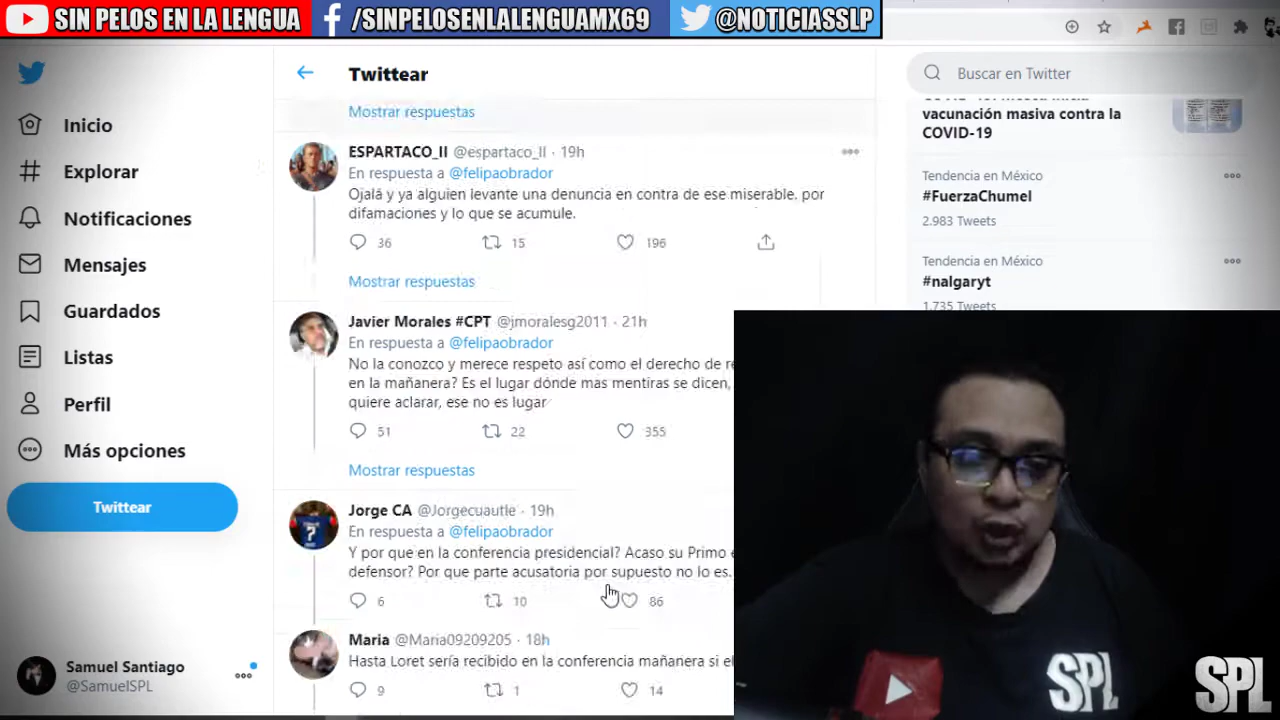 SIN PELOS EN LA LENGUA
/SINPELOSENLALENGUAMX69
@NOTICIASSLP
Inicio
Explorar
Notificaciones
Mensajes
Guardados
Listas
Perfil
Más opciones
Twittear
Samuel Santiago
@SamuelSPL
Twittear
Mostrar respuestas
ESPARTACO_II @espartaco_II · 19h
En respuesta a @felipaobrador
Ojalá y ya alguien levante una denuncia en contra de ese miserable. por
difamaciones y lo que se acumule.
36 15 196
Mostrar respuestas
Javier Morales #CPT @jmoralesg2011 · 21h
En respuesta a @felipaobrador
No la conozco y merece respeto así como el derecho de
en la mañanera? Es el lugar dónde mas mentiras se dicen,
quiere aclarar, ese no es lugar
51 22 355
Mostrar respuestas
Jorge CA @Jorgecuautle · 19h
En respuesta a @felipaobrador
Y por que en la conferencia presidencial? Acaso su Primo
defensor? Por que parte acusatoria por supuesto no lo es.
6 10 86
Maria @Maria09209205 · 18h
Hasta Loret sería recibido en la conferencia mañanera si
9 1 14
Buscar en Twitter
vacunación masiva contra la
COVID-19
Tendencia en México
#FuerzaChumel
2.983 Tweets
Tendencia en México
#nalgaryt
1.735 Tweets
SPL
SPL